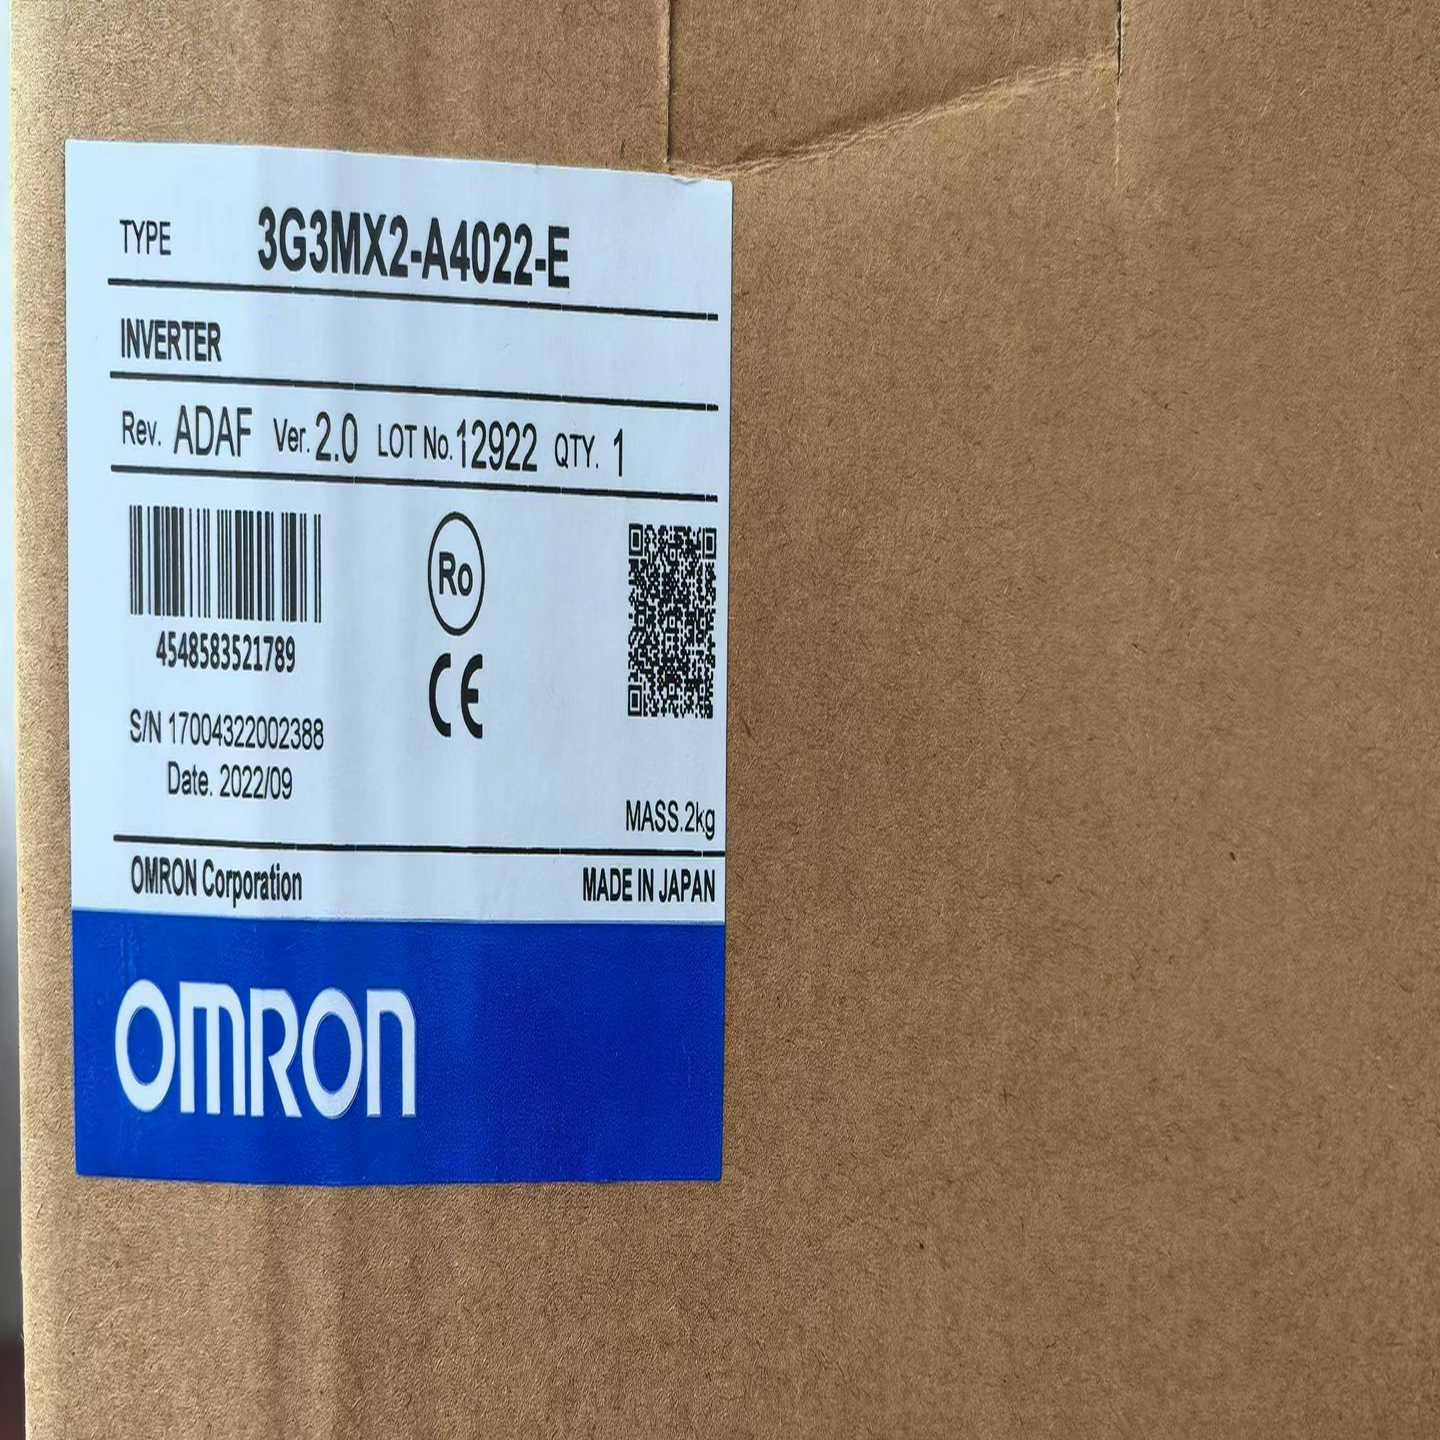 TYPE 3G3MX2-A4022-E
INVERTER
Rev. ADAF Ver. 2.0 LOT No. 12922 QTY. 1
Ro
4548583521789
CE
S/N 17004322002388
Date. 2022/09
MASS.2kg
OMRON Corporation MADE IN JAPAN
OMRON